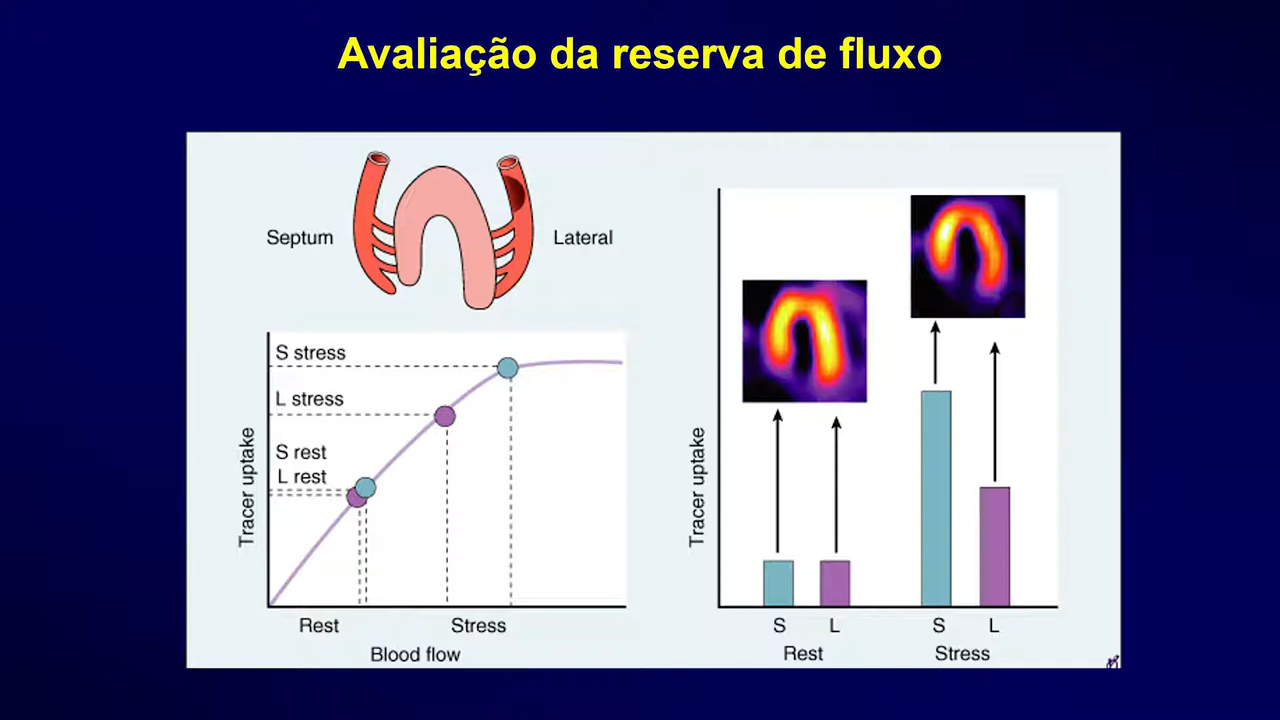 Avaliação da reserva de fluxo
Septum
Lateral
S stress
L stress
S rest
L rest
Tracer uptake
Rest
Stress
Blood flow
Tracer uptake
S
L
S
L
Rest
Stress